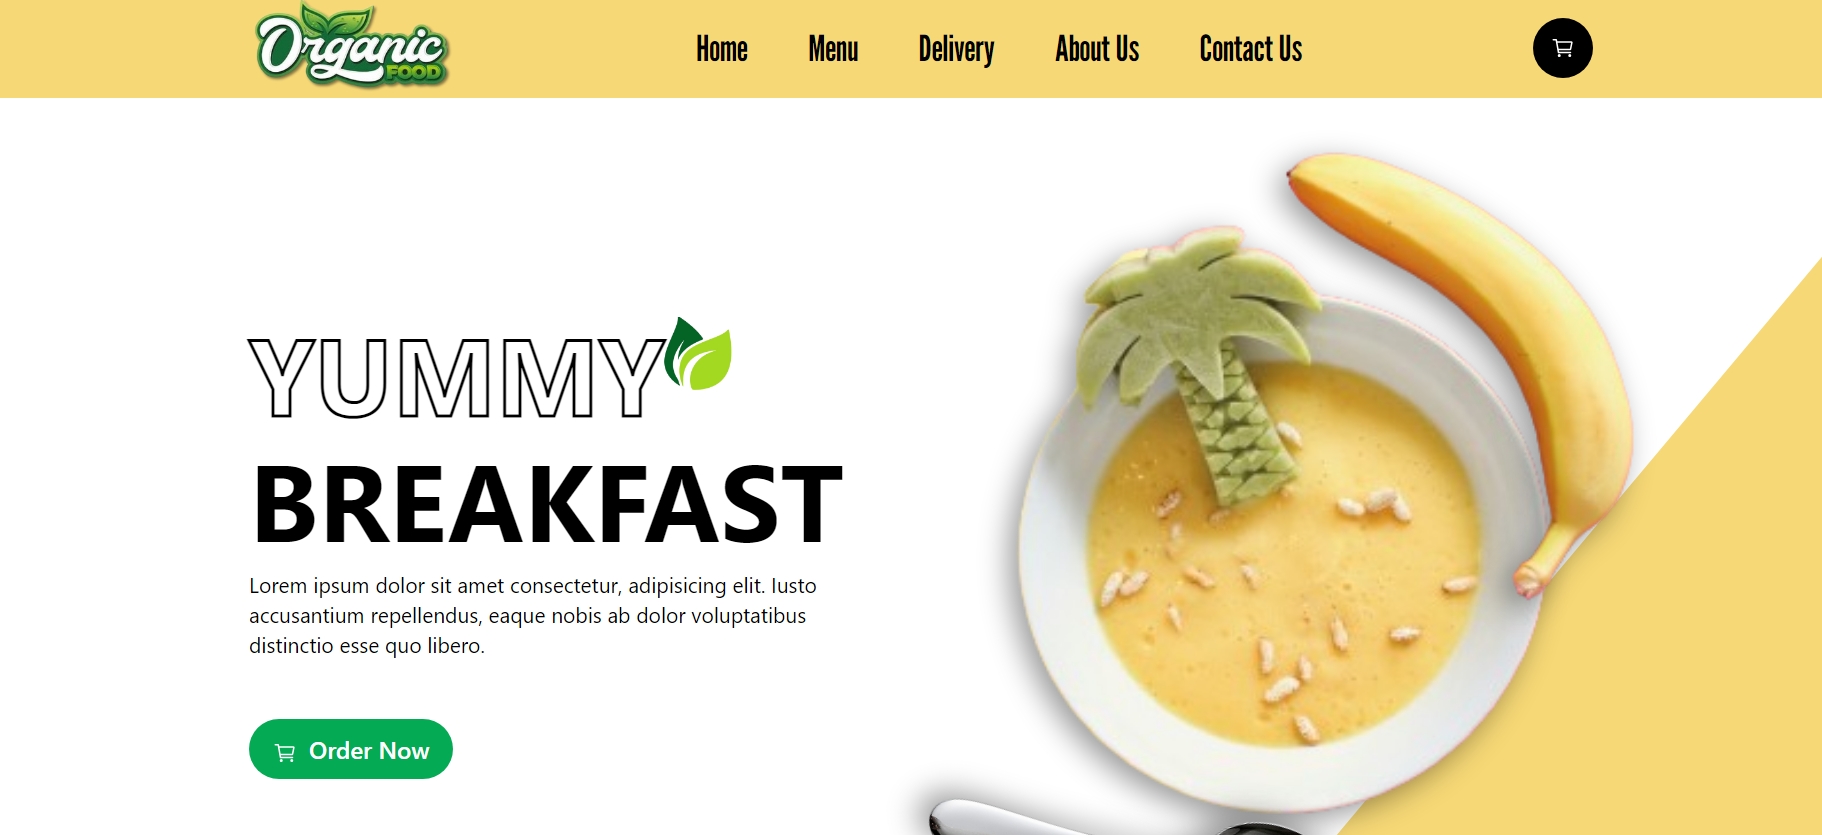 Organic
FOOD
Home
Menu
Delivery
About Us
Contact Us
YUMMY
BREAKFAST
Lorem ipsum dolor sit amet consectetur, adipisicing elit. Iusto
accusantium repellendus, eaque nobis ab dolor voluptatibus
distinctio esse quo libero.
Order Now